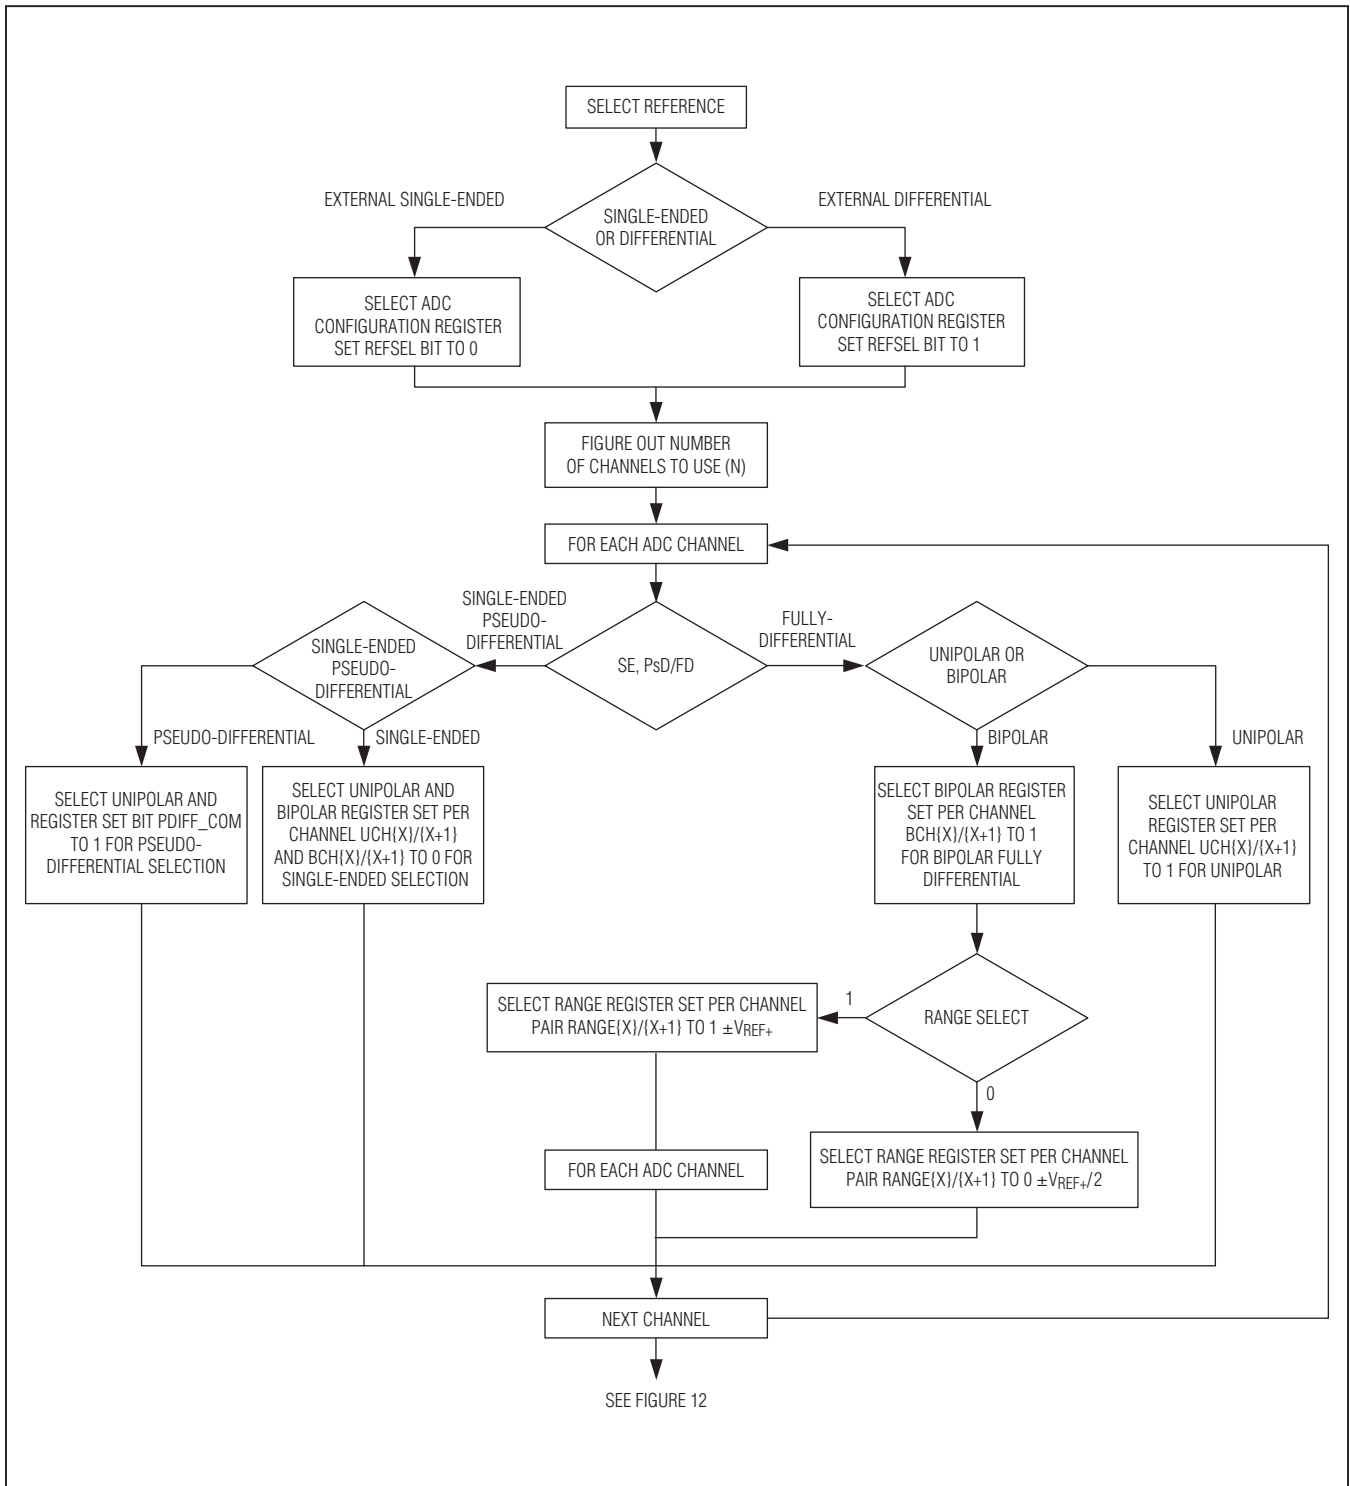 SELECT REFERENCE
EXTERNAL SINGLE-ENDED
EXTERNAL DIFFERENTIAL
SINGLE-ENDED
OR DIFFERENTIAL
SELECT ADC
CONFIGURATION REGISTER
SET REFSEL BIT TO 0
SELECT ADC
CONFIGURATION REGISTER
SET REFSEL BIT TO 1
FIGURE OUT NUMBER
OF CHANNELS TO USE (N)
FOR EACH ADC CHANNEL
SINGLE-ENDED
PSEUDO-
DIFFERENTIAL
FULLY-
DIFFERENTIAL
SINGLE-ENDED
PSEUDO-
DIFFERENTIAL
SE, PsD/FD
UNIPOLAR OR
BIPOLAR
PSEUDO-DIFFERENTIAL
SINGLE-ENDED
BIPOLAR
UNIPOLAR
SELECT UNIPOLAR AND
REGISTER SET BIT PDIFF_COM
TO 1 FOR PSEUDO-
DIFFERENTIAL SELECTION
SELECT UNIPOLAR AND
BIPOLAR REGISTER SET PER
CHANNEL UCH{X}/{X+1}
AND BCH{X}/{X+1} TO 0 FOR
SINGLE-ENDED SELECTION
SELECT BIPOLAR REGISTER
SET PER CHANNEL
BCH{X}/{X+1} TO 1
FOR BIPOLAR FULLY
DIFFERENTIAL
SELECT UNIPOLAR
REGISTER SET PER
CHANNEL UCH{X}/{X+1}
TO 1 FOR UNIPOLAR
SELECT RANGE REGISTER SET PER CHANNEL
PAIR RANGE{X}/{X+1} TO 1 ±VREF+
1
RANGE SELECT
0
FOR EACH ADC CHANNEL
SELECT RANGE REGISTER SET PER CHANNEL
PAIR RANGE{X}/{X+1} TO 0 ±VREF+/2
NEXT CHANNEL
SEE FIGURE 12